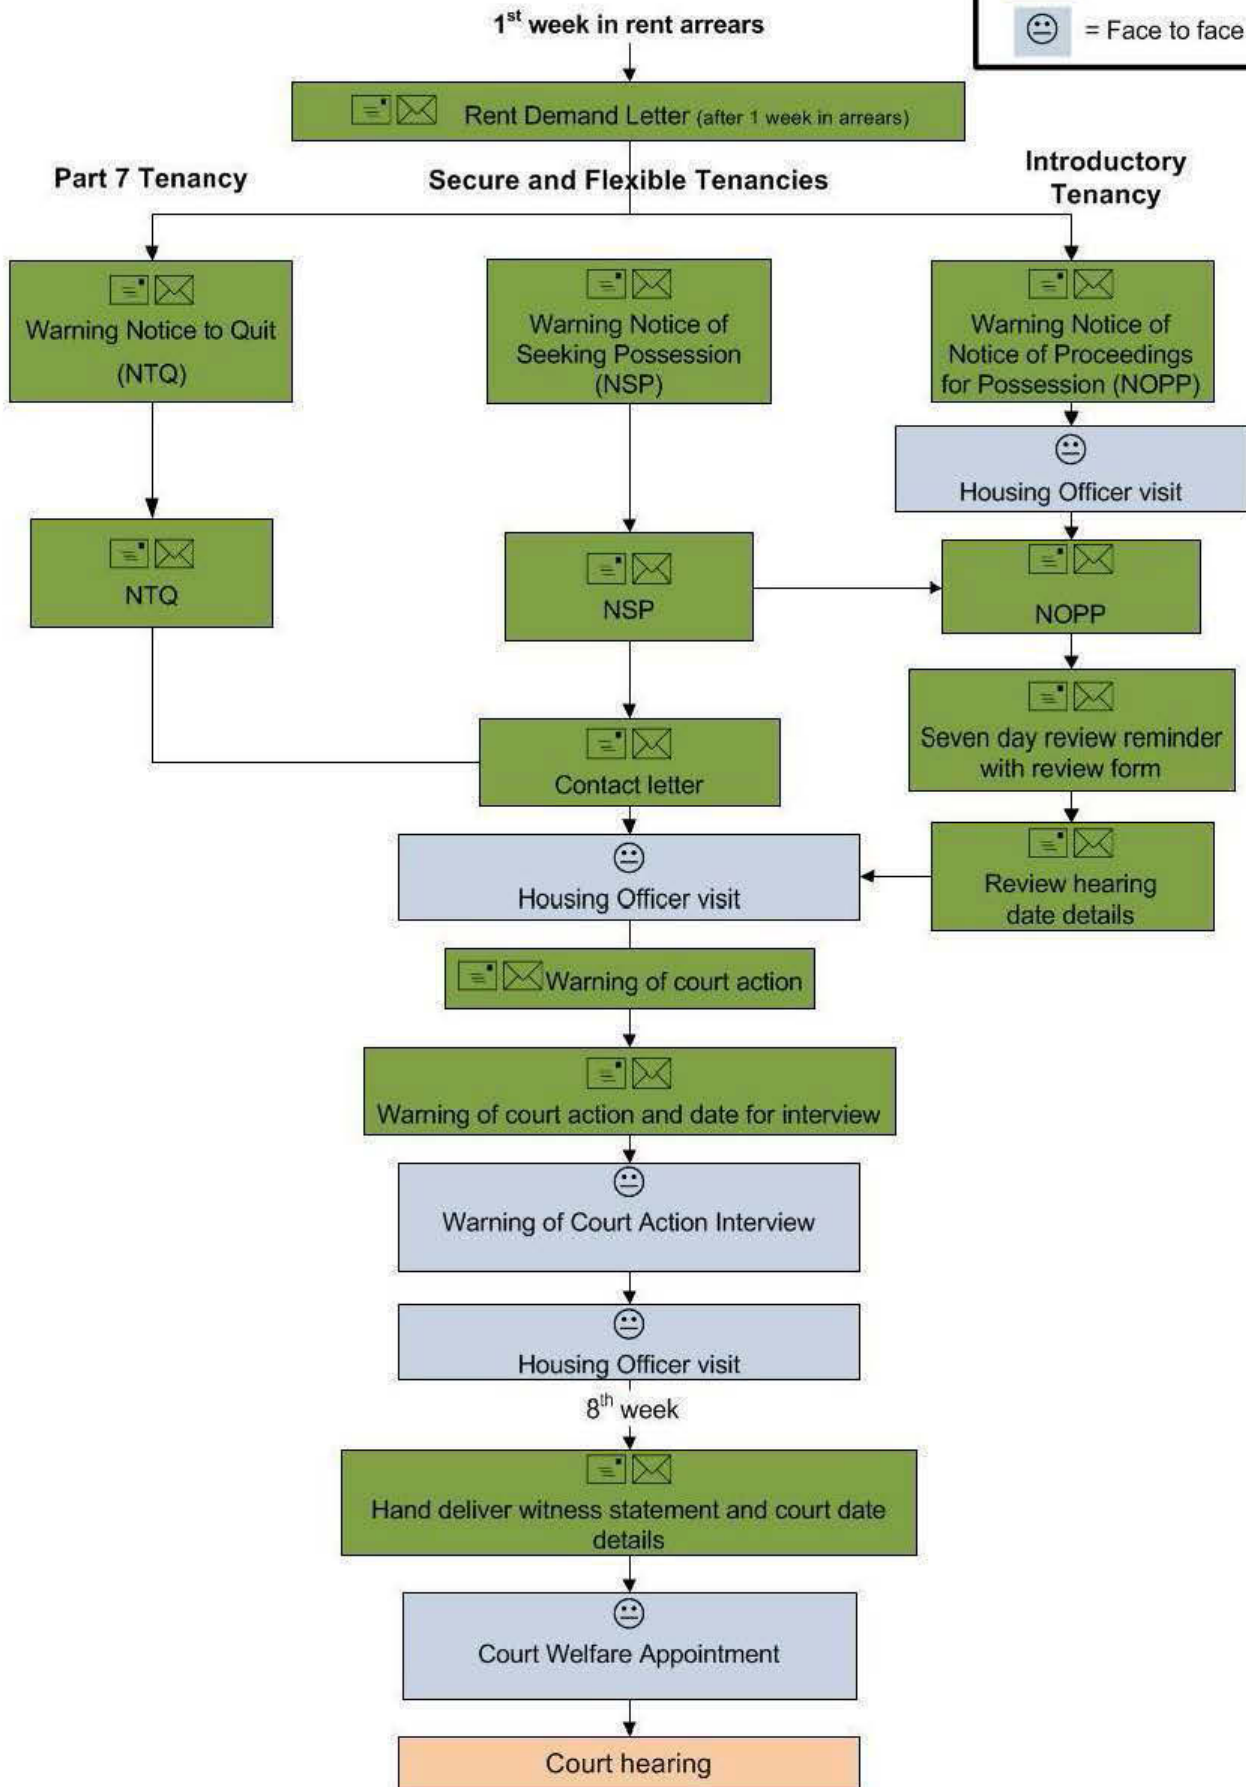 = Face to face
1st week in rent arrears
Rent Demand Letter (after 1 week in arrears)
Part 7 Tenancy
Secure and Flexible Tenancies
Introductory
Tenancy
Warning Notice to Quit
(NTQ)
Warning Notice of
Seeking Possession
(NSP)
Warning Notice of
Notice of Proceedings
for Possession (NOPP)
Housing Officer visit
NTQ
NSP
NOPP
Seven day review reminder
with review form
Contact letter
Review hearing
date details
Housing Officer visit
Warning of court action
Warning of court action and date for interview
Warning of Court Action Interview
Housing Officer visit
8th week
Hand deliver witness statement and court date
details
Court Welfare Appointment
Court hearing